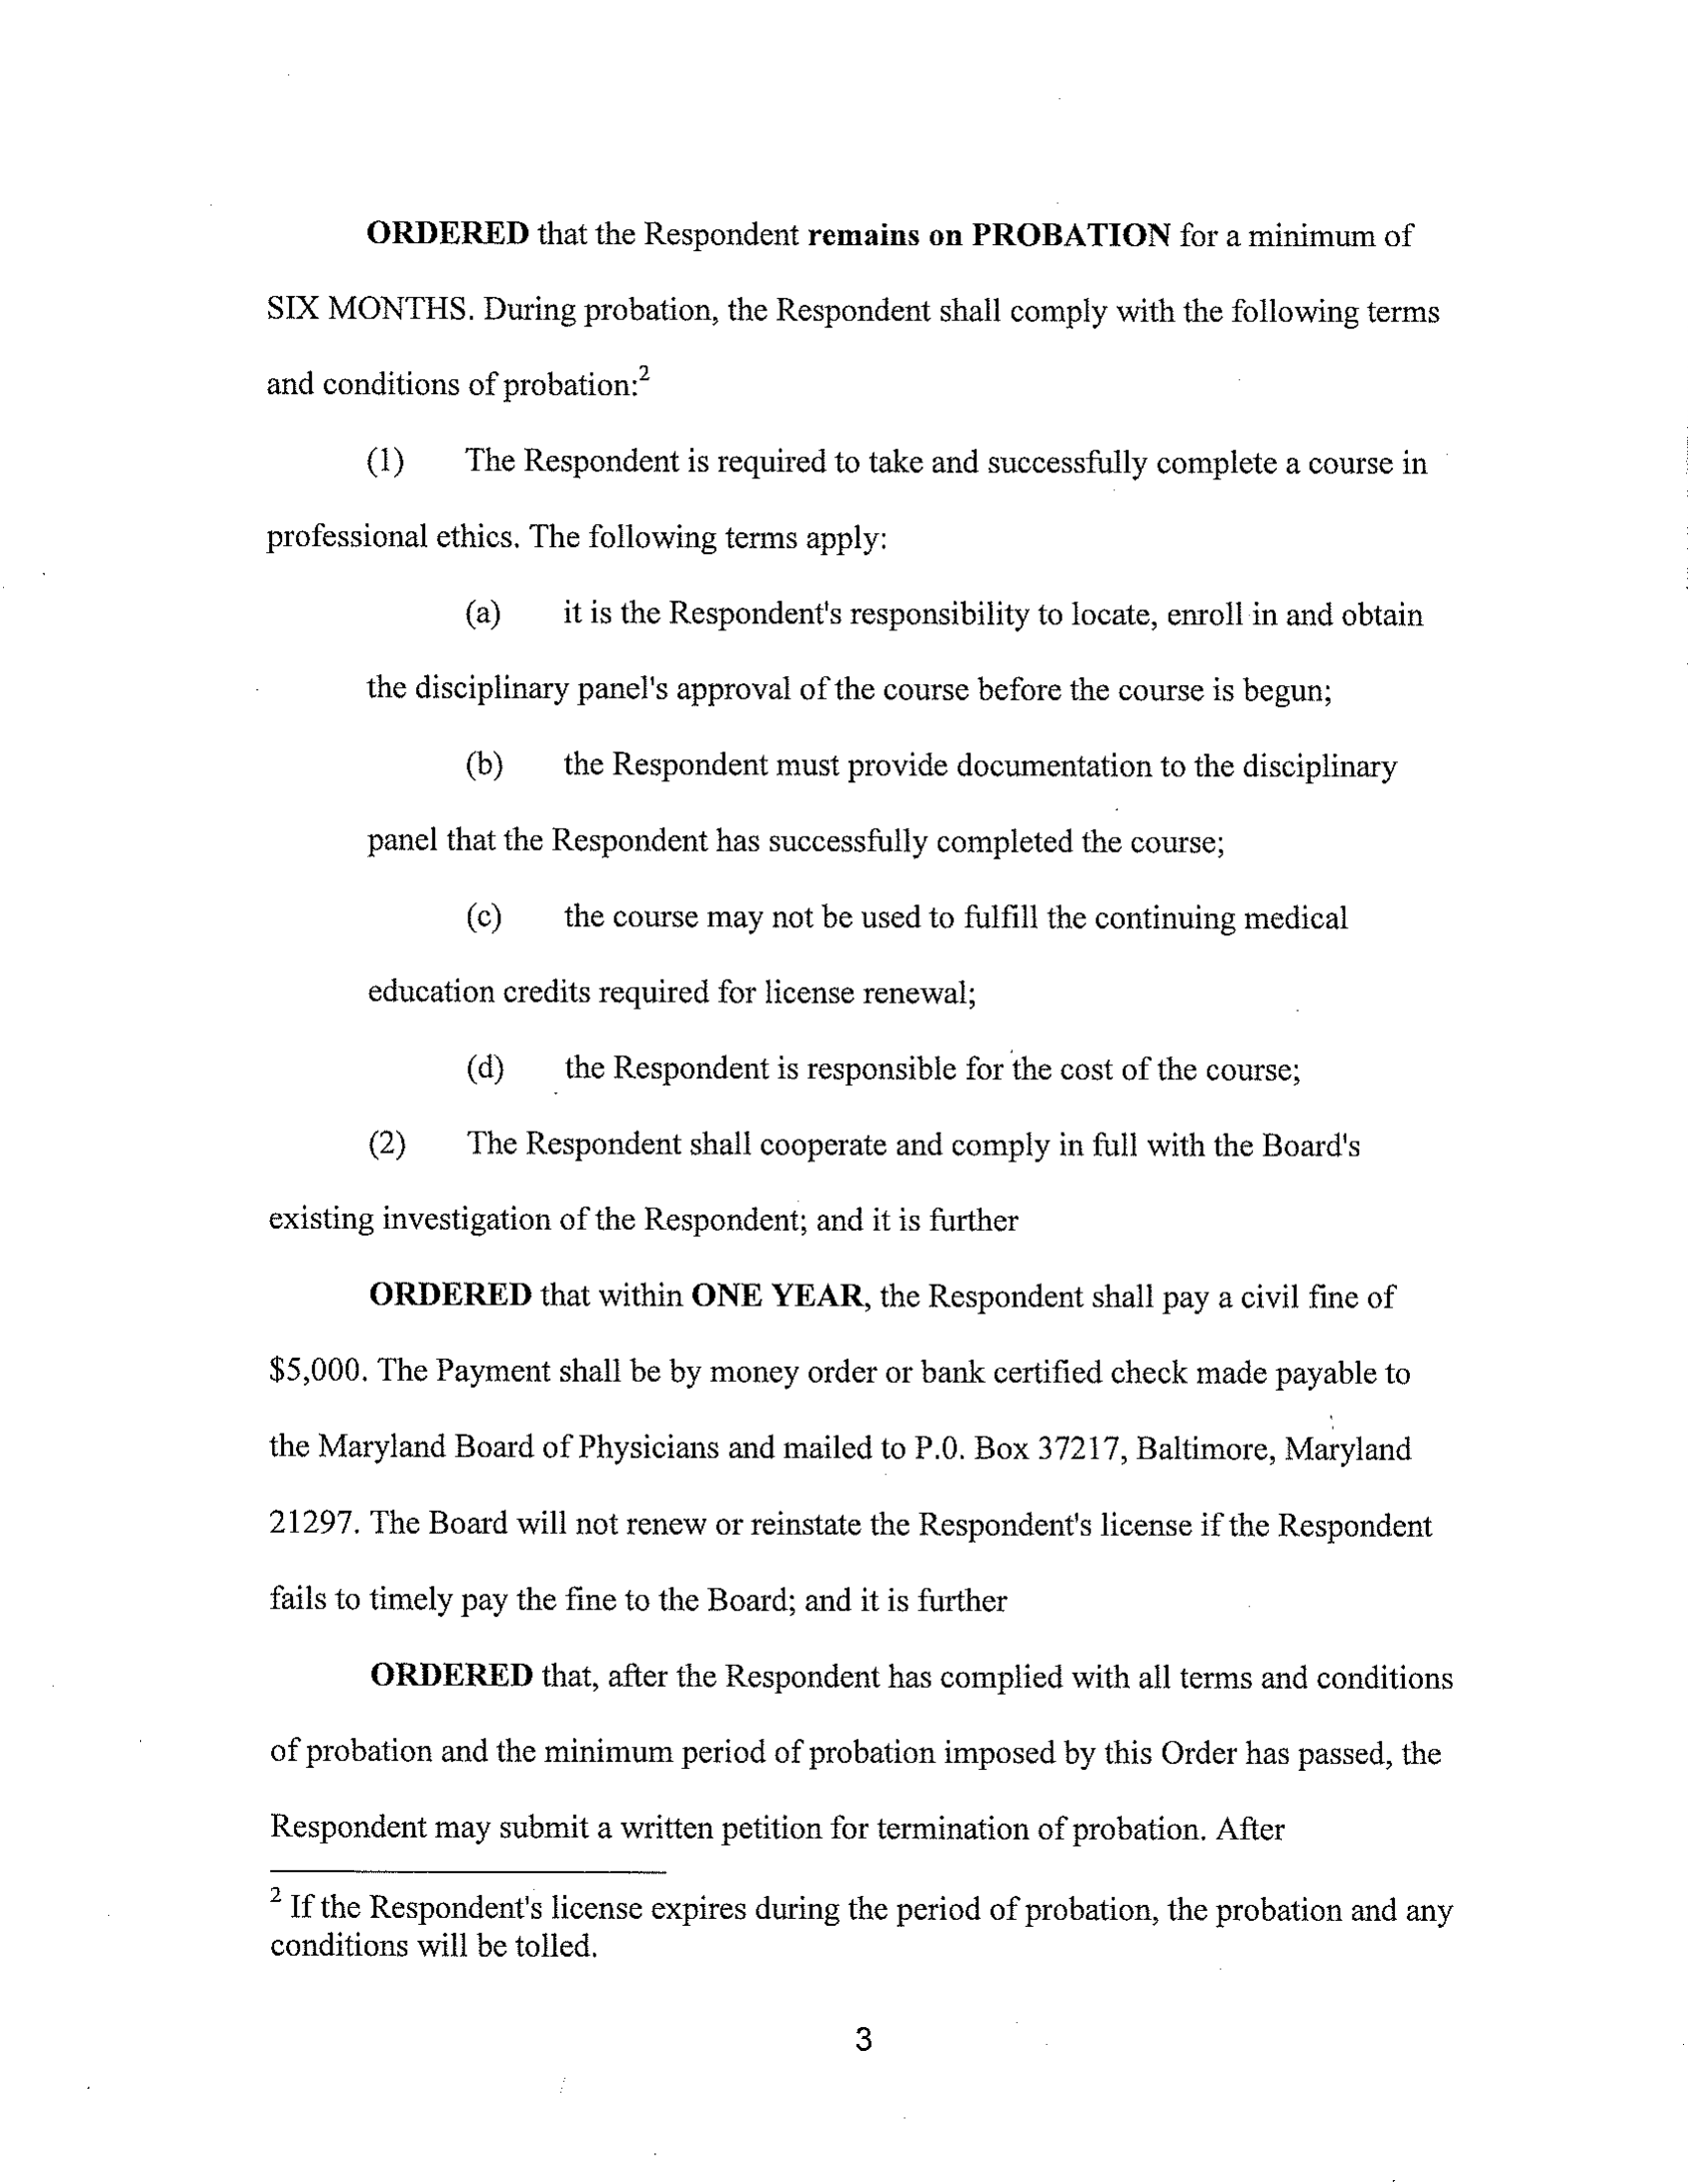 ORDERED that the Respondent remains on PROBATION for a minimum of
SIX MONTHS. During probation, the Respondent shall comply with the following terms
and conditions of probation:2
(1) The Respondent is required to take and successfully complete a course in
professional ethics. The following terms apply:
(a) it is the Respondent's responsibility to locate, enroll in and obtain
the disciplinary panel's approval of the course before the course is begun;
(b) the Respondent must provide documentation to the disciplinary
panel that the Respondent has successfully completed the course;
(c) the course may not be used to fulfill the continuing medical
education credits required for license renewal;
(d) the Respondent is responsible for the cost of the course;
(2) The Respondent shall cooperate and comply in full with the Board's
existing investigation of the Respondent; and it is further
ORDERED that within ONE YEAR, the Respondent shall pay a civil fine of
$5,000. The Payment shall be by money order or bank certified check made payable to
the Maryland Board of Physicians and mailed to P.0. Box 37217, Baltimore, Maryland
21297. The Board will not renew or reinstate the Respondent's license if the Respondent
fails to timely pay the fine to the Board; and it is further
ORDERED that, after the Respondent has complied with all terms and conditions
of probation and the minimum period of probation imposed by this Order has passed, the
Respondent may submit a written petition for termination of probation. After
2 If the Respondent's license expires during the period of probation, the probation and any
conditions will be tolled.
3